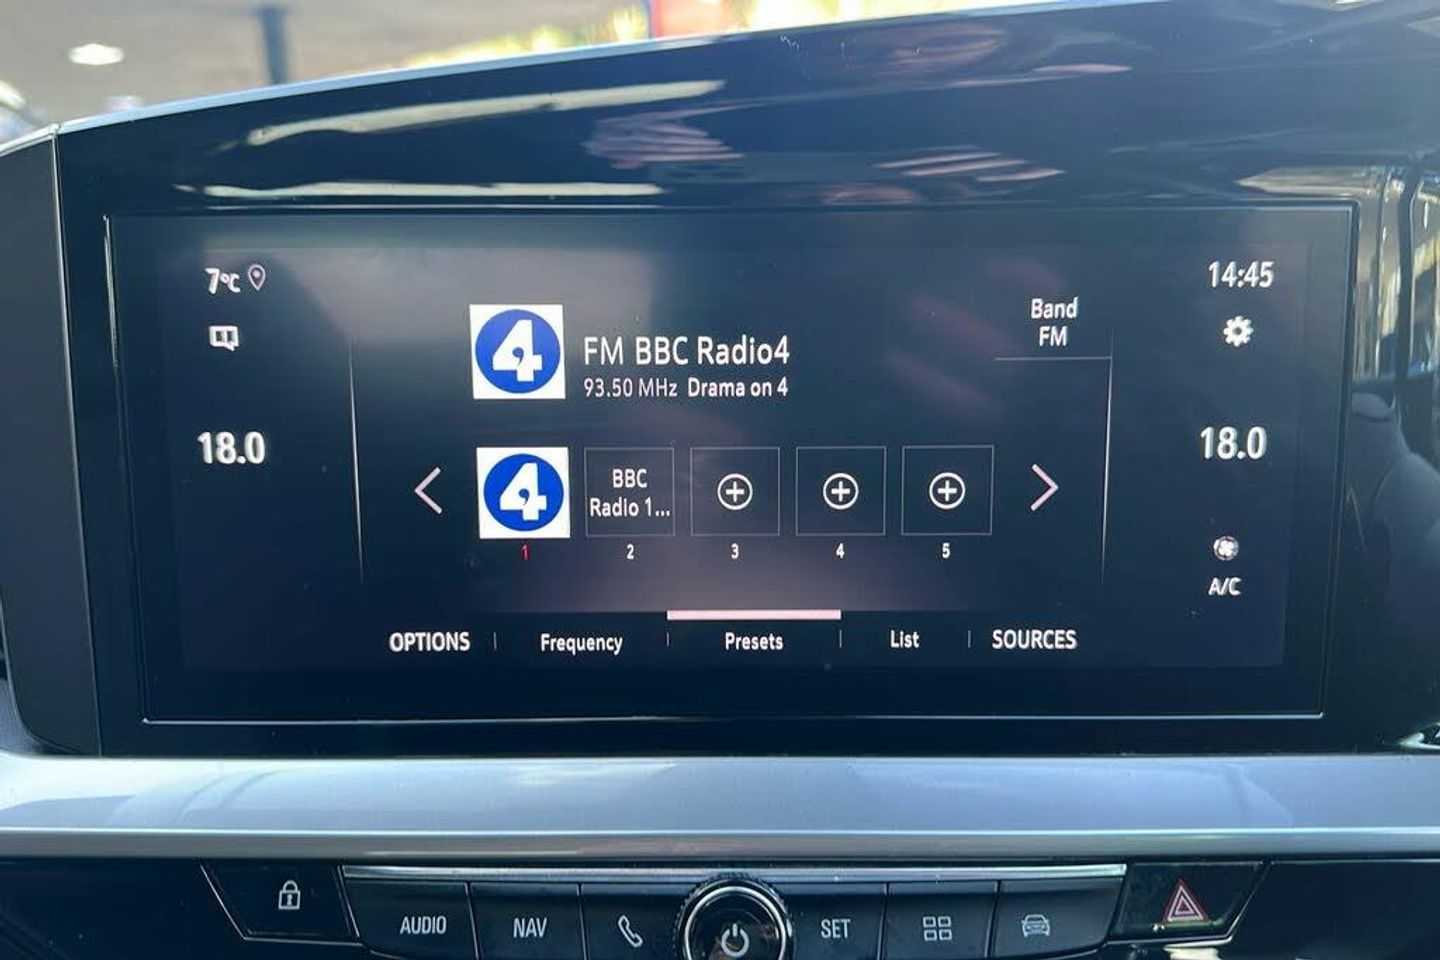 7°C
14:45
Band
FM
4
FM BBC Radio4
93.50 MHz Drama on 4
18.0
18.0
4
BBC
Radio 1...
1
2
3
4
5
A/C
OPTIONS
Frequency
Presets
List
SOURCES
AUDIO
NAV
SET